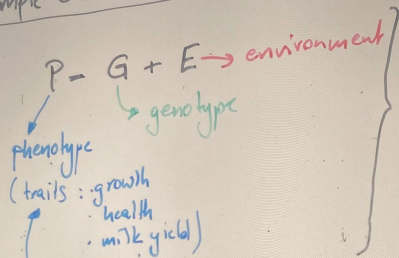 P = G + E → environment
genotype
phenotype
(traits : . growth
. health
. milk yield)